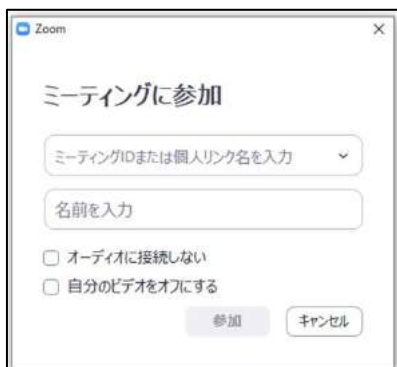 Zoom
ミーティングに参加
ミーティングIDまたは個人リンク名を入力
名前を入力
オーディオに接続しない
自分のビデオをオフにする
参加 キャンセル